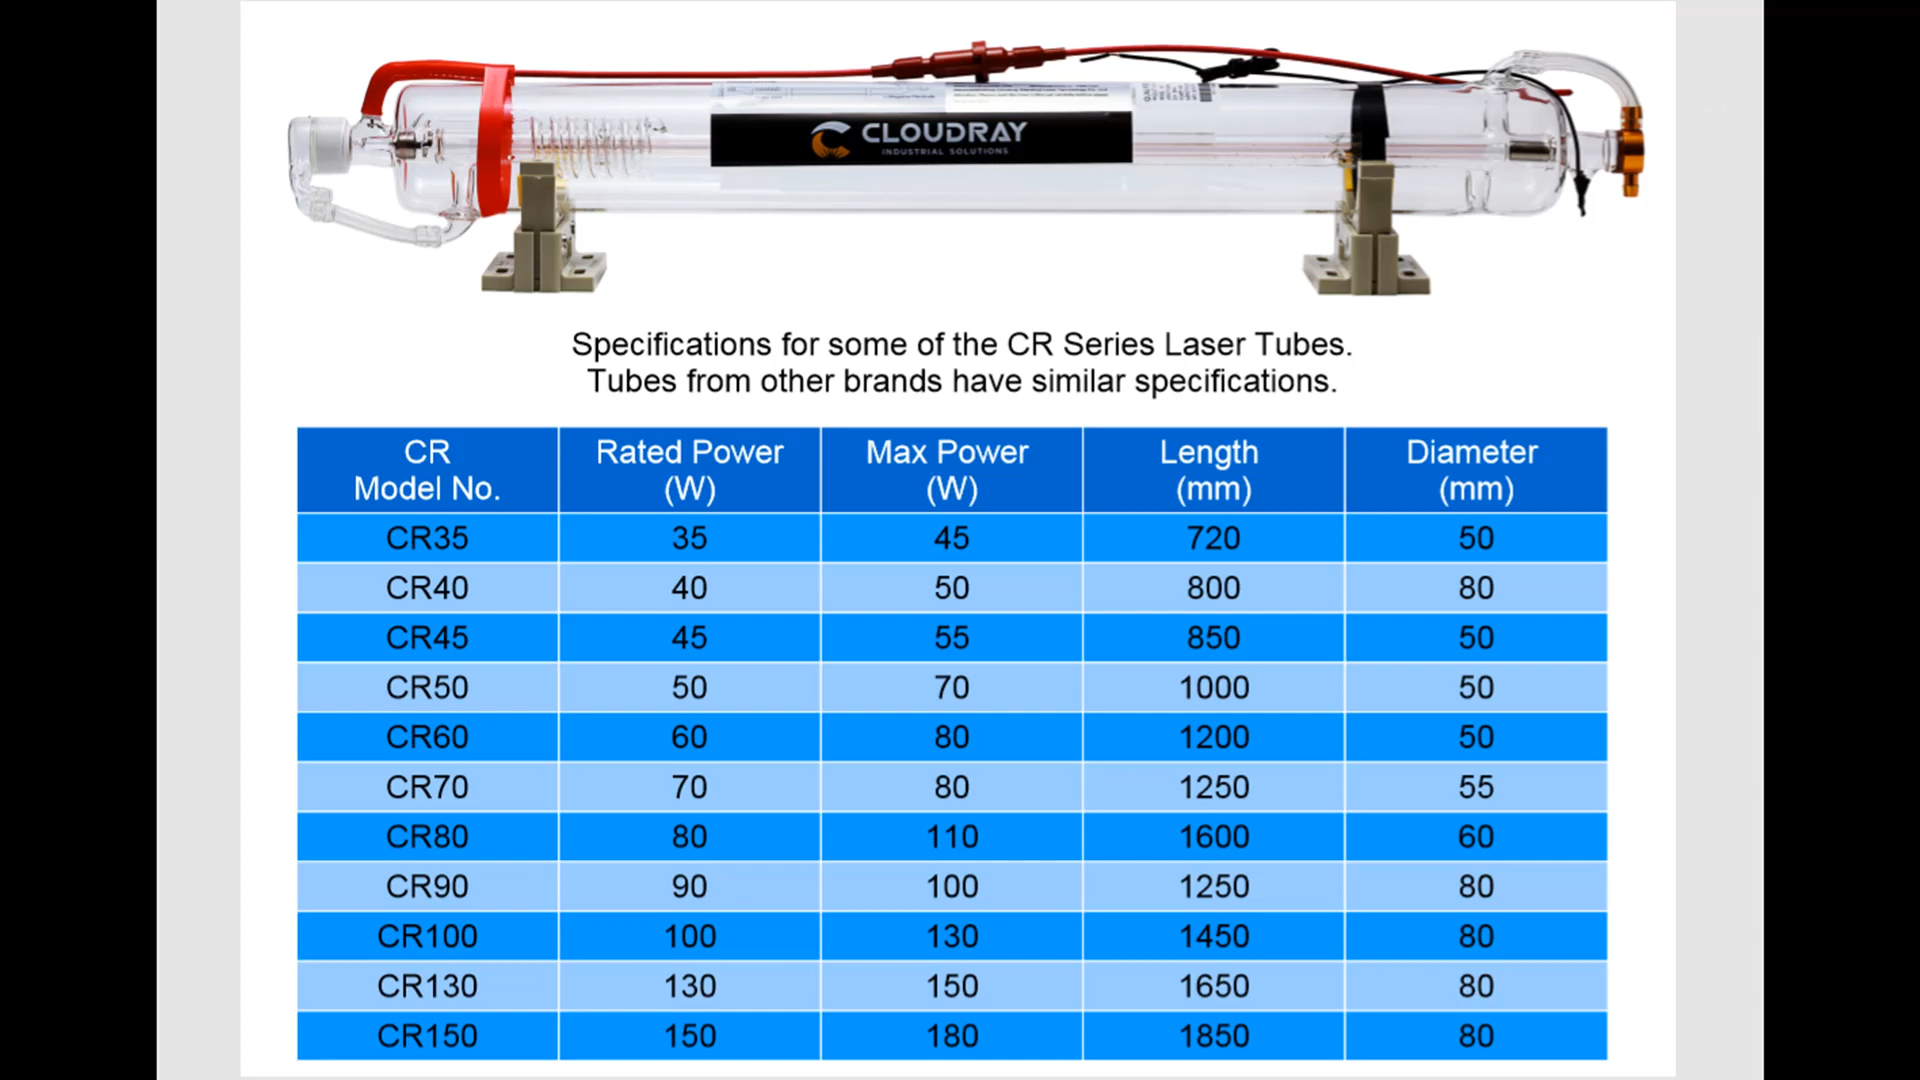 CLOUDRAY
INDUSTRIAL SOLUTIONS
Specifications for some of the CR Series Laser Tubes.
Tubes from other brands have similar specifications.
CR Model No. Rated Power (W) Max Power (W) Length (mm) Diameter (mm)
CR35 35 45 720 50
CR40 40 50 800 80
CR45 45 55 850 50
CR50 50 70 1000 50
CR60 60 80 1200 50
CR70 70 80 1250 55
CR80 80 110 1600 60
CR90 90 100 1250 80
CR100 100 130 1450 80
CR130 130 150 1650 80
CR150 150 180 1850 80